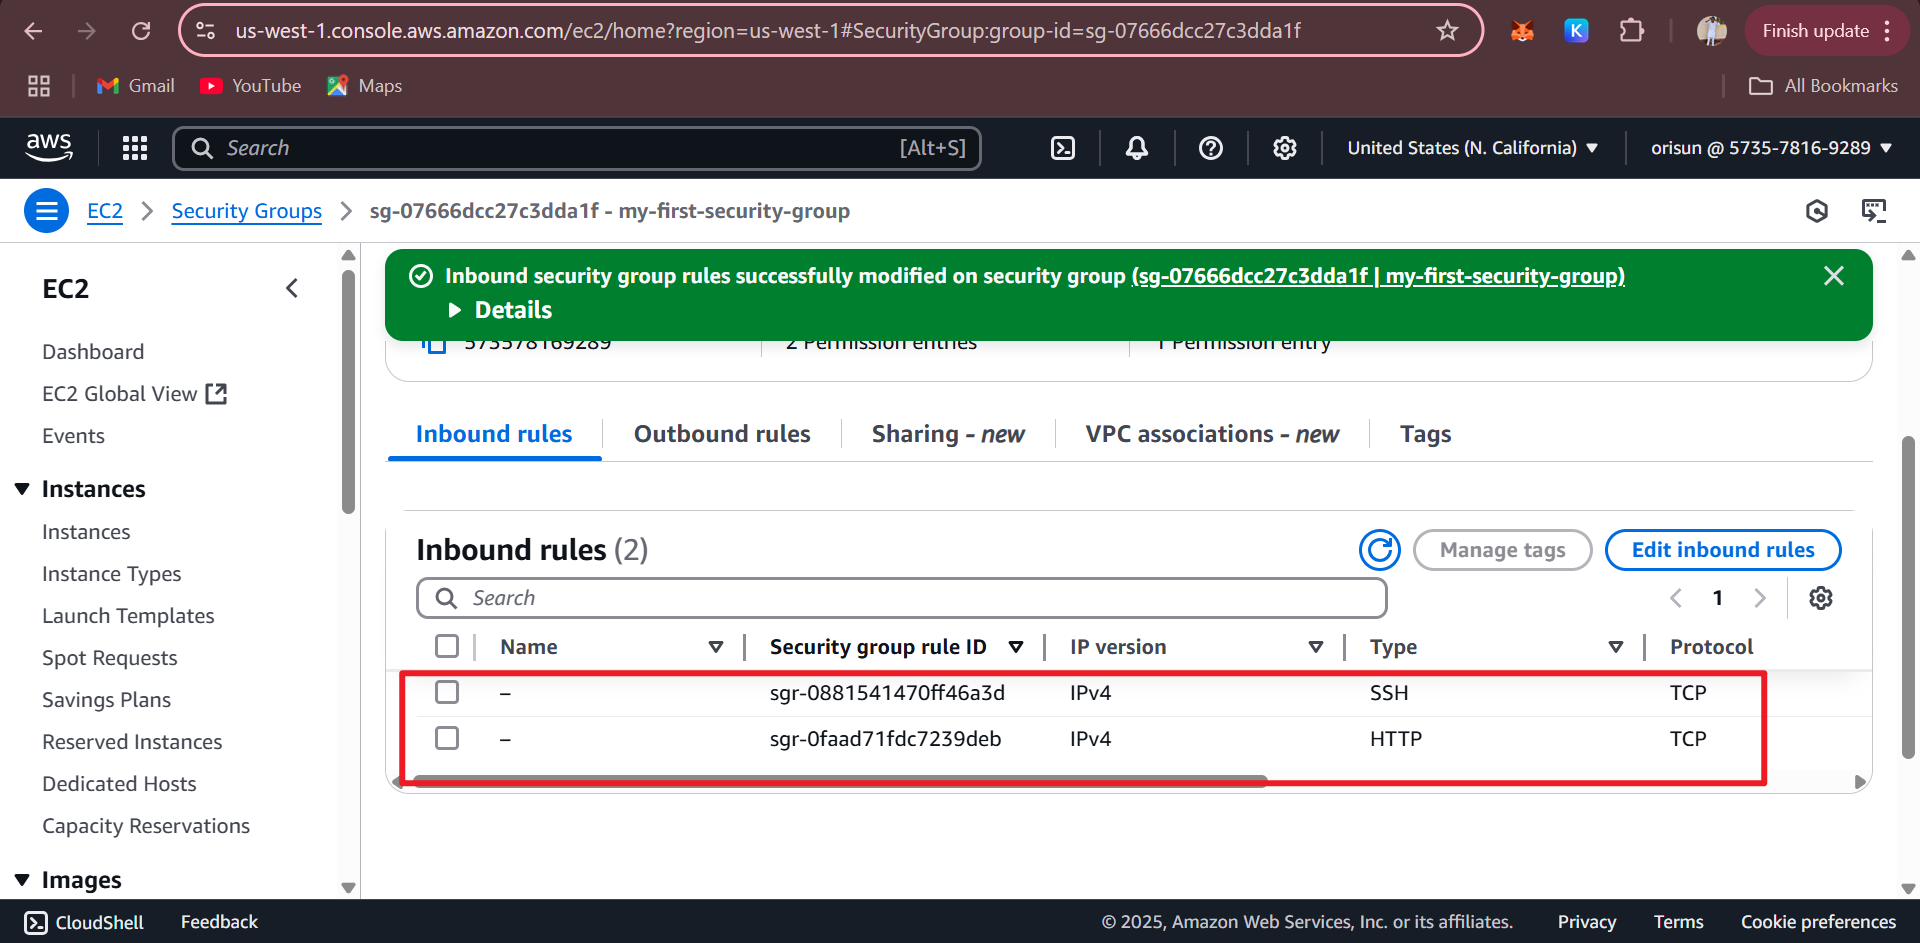 us-west-1.console.aws.amazon.com/ec2/home?region=us-west-1#SecurityGroup:group-id=sg-07666dcc27c3dda1f
K
Finish update
Gmail
YouTube
Maps
All Bookmarks
aws
Search
[Alt+S]
United States (N. California)
orisun @ 5735-7816-9289
EC2
Security Groups
sg-07666dcc27c3dda1f - my-first-security-group
EC2
Dashboard
EC2 Global View
Events
Instances
Instances
Instance Types
Launch Templates
Spot Requests
Savings Plans
Reserved Instances
Dedicated Hosts
Capacity Reservations
Images
Inbound security group rules successfully modified on security group (sg-07666dcc27c3dda1f | my-first-security-group)
Details
573578169289
2 Permission entries
1 Permission entry
Inbound rules
Outbound rules
Sharing - new
VPC associations - new
Tags
Inbound rules (2)
Manage tags
Edit inbound rules
Search
1
Name Security group rule ID IP version Type Protocol
– sgr-0881541470ff46a3d IPv4 SSH TCP
– sgr-0faad71fdc7239deb IPv4 HTTP TCP
CloudShell
Feedback
© 2025, Amazon Web Services, Inc. or its affiliates.
Privacy
Terms
Cookie preferences